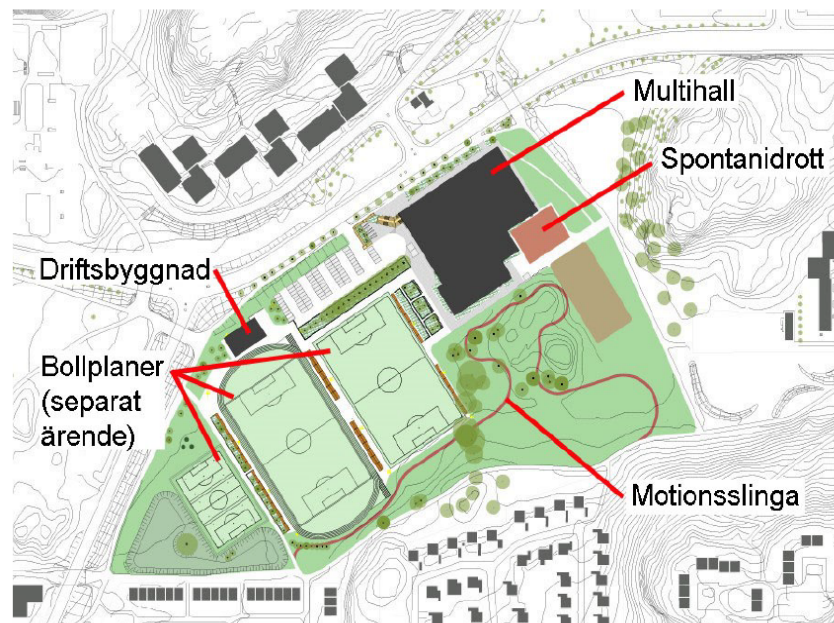 Multihall
Spontanidrott
Driftsbyggnad
Bollplaner
(separat
ärende)
Motionsslinga